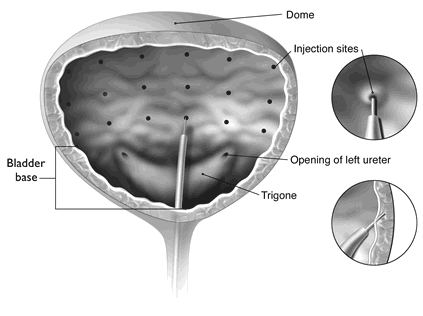 Dome
Injection sites
Opening of left ureter
Bladder
base
Trigone